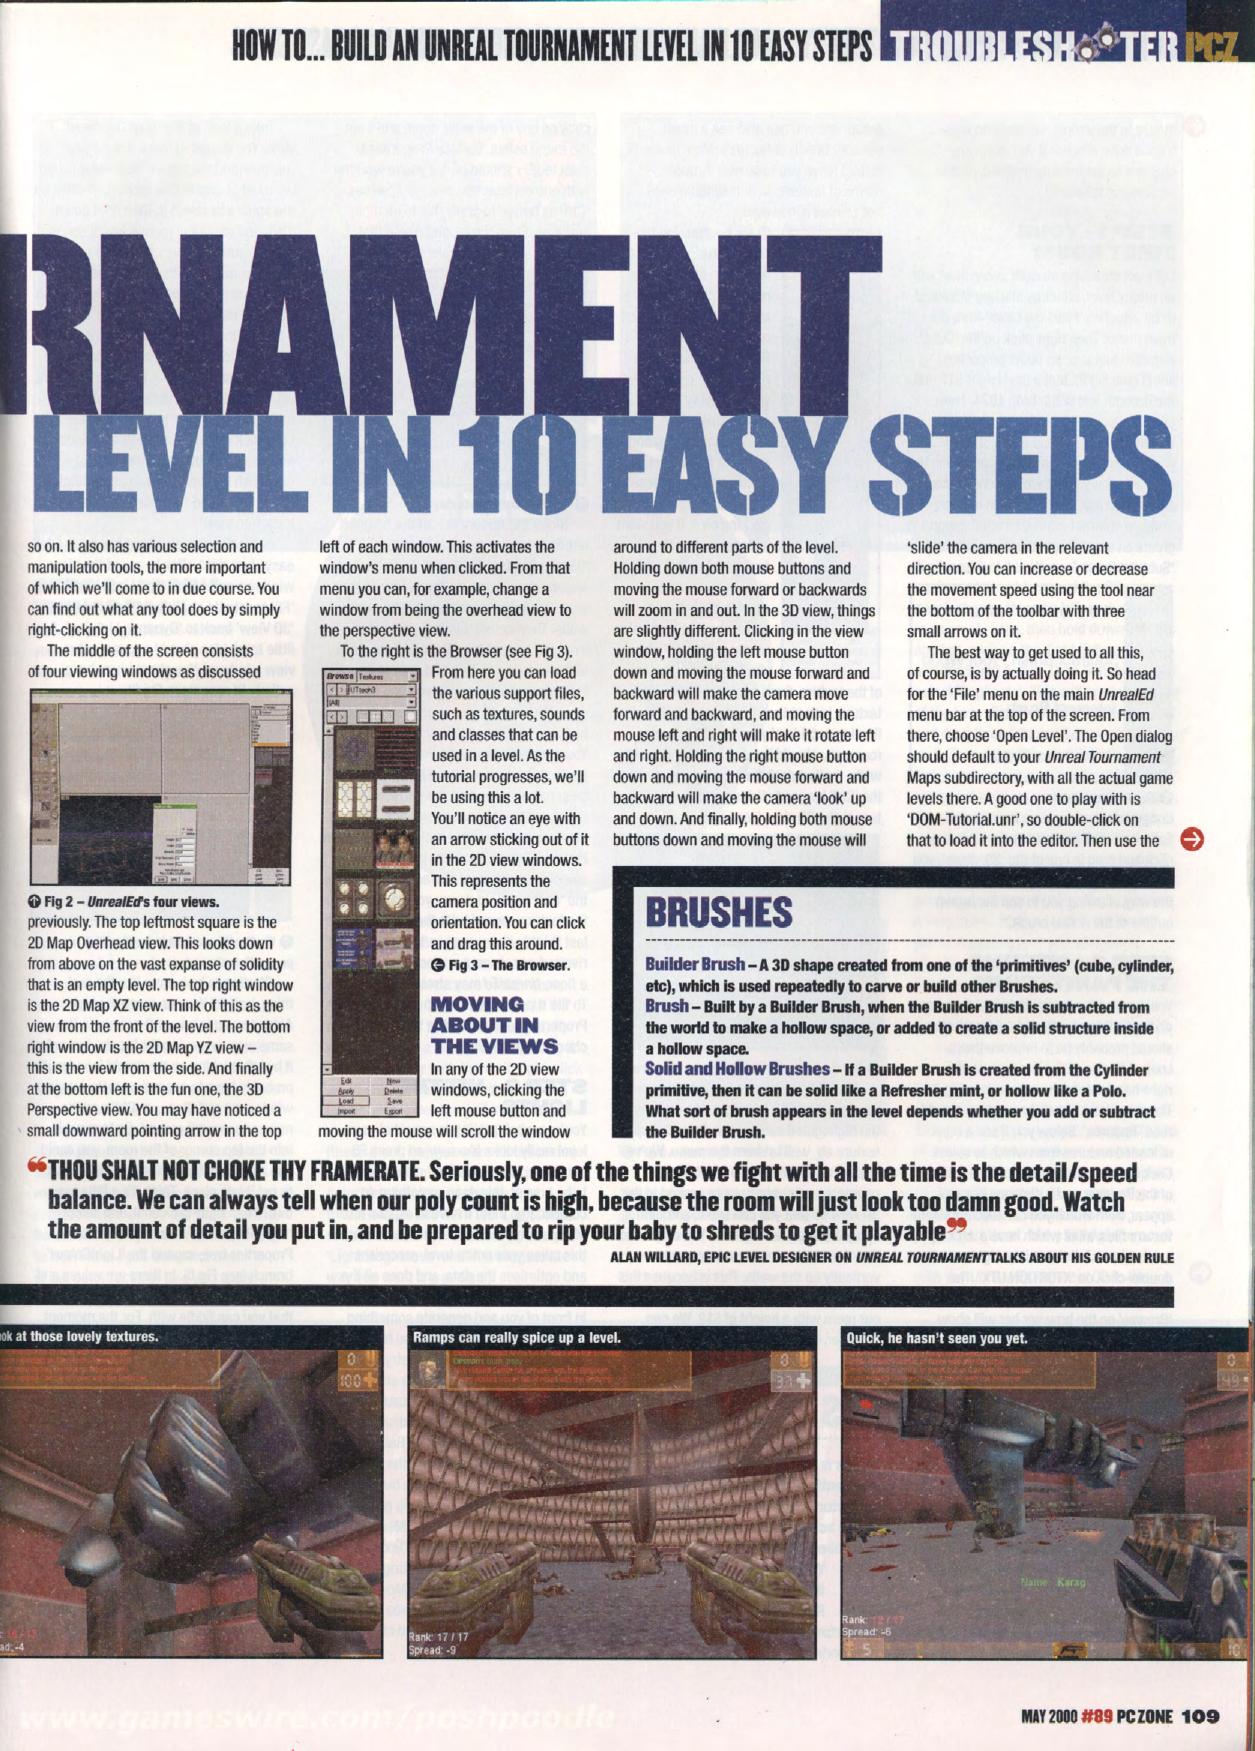 HOW TO... BUILD AN UNREAL TOURNAMENT LEVEL IN 10 EASY STEPS TROUBLESHOOTER PCZ
RNAMENT
LEVEL IN 10 EASY STEPS
so on. It also has various selection and
manipulation tools, the more important
of which we'll come to in due course. You
can find out what any tool does by simply
right-clicking on it.
The middle of the screen consists
of four viewing windows as discussed
Fig 2 – UnrealEd's four views.
previously. The top leftmost square is the
2D Map Overhead view. This looks down
from above on the vast expanse of solidity
that is an empty level. The top right window
is the 2D Map XZ view. Think of this as the
view from the front of the level. The bottom
right window is the 2D Map YZ view –
this is the view from the side. And finally
at the bottom left is the fun one, the 3D
Perspective view. You may have noticed a
small downward pointing arrow in the top
left of each window. This activates the
window's menu when clicked. From that
menu you can, for example, change a
window from being the overhead view to
the perspective view.
To the right is the Browser (see Fig 3).
From here you can load
the various support files,
such as textures, sounds
and classes that can be
used in a level. As the
tutorial progresses, we'll
be using this a lot.
You'll notice an eye with
an arrow sticking out of it
in the 2D view windows.
This represents the
camera position and
orientation. You can click
and drag this around.
Fig 3 – The Browser.
Browse Textures
UTtech3
(All)
Edit New
Apply Delete
Load Save
Import Export
MOVING
ABOUT IN
THE VIEWS
In any of the 2D view
windows, clicking the
left mouse button and
moving the mouse will scroll the window
around to different parts of the level.
Holding down both mouse buttons and
moving the mouse forward or backwards
will zoom in and out. In the 3D view, things
are slightly different. Clicking in the view
window, holding the left mouse button
down and moving the mouse forward and
backward will make the camera move
forward and backward, and moving the
mouse left and right will make it rotate left
and right. Holding the right mouse button
down and moving the mouse forward and
backward will make the camera 'look' up
and down. And finally, holding both mouse
buttons down and moving the mouse will
'slide' the camera in the relevant
direction. You can increase or decrease
the movement speed using the tool near
the bottom of the toolbar with three
small arrows on it.
The best way to get used to all this,
of course, is by actually doing it. So head
for the 'File' menu on the main UnrealEd
menu bar at the top of the screen. From
there, choose 'Open Level'. The Open dialog
should default to your Unreal Tournament
Maps subdirectory, with all the actual game
levels there. A good one to play with is
'DOM-Tutorial.unr', so double-click on
that to load it into the editor. Then use the
BRUSHES
Builder Brush – A 3D shape created from one of the 'primitives' (cube, cylinder,
etc), which is used repeatedly to carve or build other Brushes.
Brush – Built by a Builder Brush, when the Builder Brush is subtracted from
the world to make a hollow space, or added to create a solid structure inside
a hollow space.
Solid and Hollow Brushes – If a Builder Brush is created from the Cylinder
primitive, then it can be solid like a Refresher mint, or hollow like a Polo.
What sort of brush appears in the level depends whether you add or subtract
the Builder Brush.
“THOU SHALT NOT CHOKE THY FRAMERATE. Seriously, one of the things we fight with all the time is the detail/speed
balance. We can always tell when our poly count is high, because the room will just look too damn good. Watch
the amount of detail you put in, and be prepared to rip your baby to shreds to get it playable”
ALAN WILLARD, EPIC LEVEL DESIGNER ON UNREAL TOURNAMENT TALKS ABOUT HIS GOLDEN RULE
ok at those lovely textures.
0
100
ad: -4
Ramps can really spice up a level.
0
37
Rank: 17 / 17
Spread: -9
Quick, he hasn't seen you yet.
0
49
Name: Karag
Rank: 12 / 17
Spread: -6
5
www.gameswire.com/poshpoodle
MAY 2000 #89 PC ZONE 109